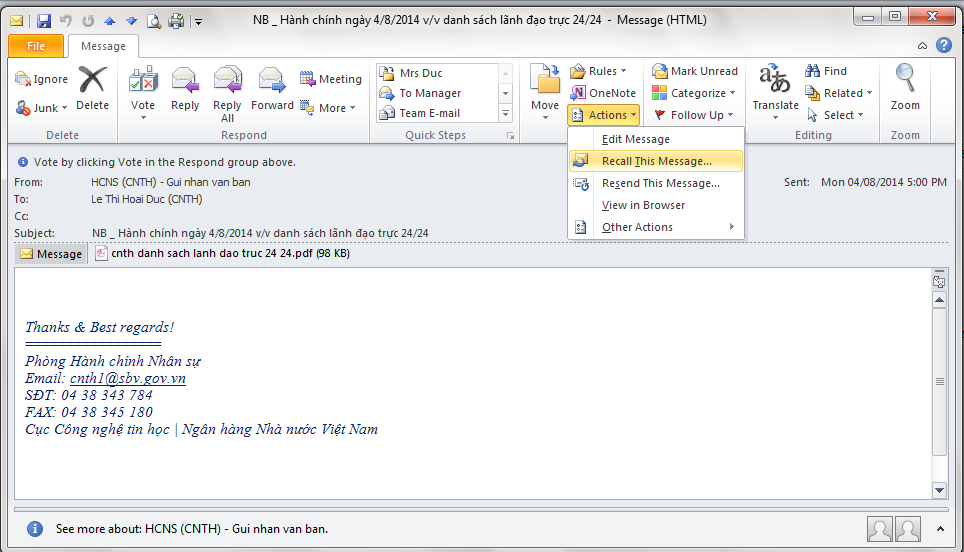 NB _ Hành chính ngày 4/8/2014 v/v danh sách lãnh đạo trực 24/24 - Message (HTML)
File Message
Ignore
Junk
Delete
Delete
Vote
Reply
Reply All
Forward
Meeting
More
Respond
Mrs Duc
To Manager
Team E-mail
Quick Steps
Move
Rules
OneNote
Actions
Mark Unread
Categorize
Follow Up
Translate
Find
Related
Select
Editing
Zoom
Zoom
Edit Message
Recall This Message...
Resend This Message...
View in Browser
Other Actions
Vote by clicking Vote in the Respond group above.
From: HCNS (CNTH) - Gui nhan van ban
Sent: Mon 04/08/2014 5:00 PM
To: Le Thi Hoai Duc (CNTH)
Cc:
Subject: NB _ Hành chính ngày 4/8/2014 v/v danh sách lãnh đạo trực 24/24
Message cnth danh sach lanh dao truc 24 24.pdf (98 KB)
Thanks & Best regards!
=================
Phòng Hành chính Nhân sự
Email: cnth1@sbv.gov.vn
SĐT: 04 38 343 784
FAX: 04 38 345 180
Cục Công nghệ tin học | Ngân hàng Nhà nước Việt Nam
See more about: HCNS (CNTH) - Gui nhan van ban.